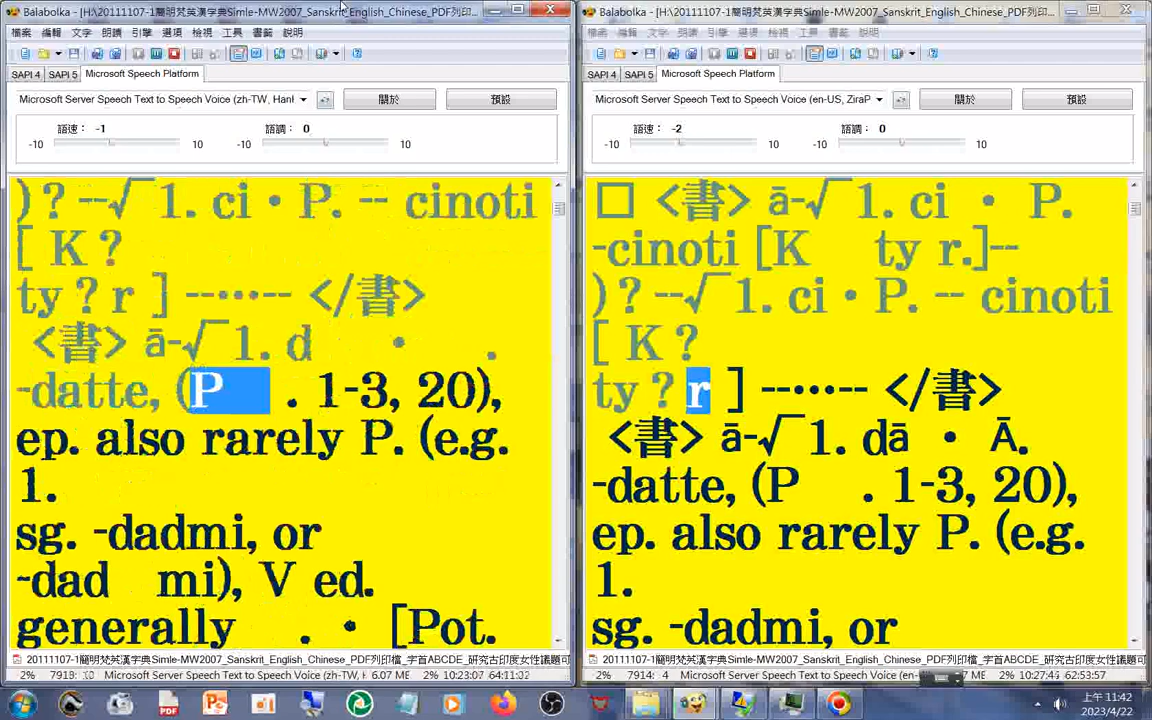 Balabolka - [H:\20111107-1簡明梵英漢字典Simle-MW2007_Sanskrit_English_Chinese_PDF列印...
檔案 編輯 文字 朗讀 引擎 選項 檢視 工具 書籤 說明
SAPI 4 SAPI 5 Microsoft Speech Platform
Microsoft Server Speech Text to Speech Voice (zh-TW, HanH
關於 預設
語速： -1 語調： 0
-10 10 -10 10
)? --√ 1. ci • P. -- cinoti
[ K ?
ty ? r ] --···-- </書>
<書> ā-√ 1. d • .
-datte, (P . 1-3, 20),
ep. also rarely P. (e.g.
1.
sg. -dadmi, or
-dad mi), V ed.
generally . • [Pot.
20111107-1簡明梵英漢字典Simle-MW2007_Sanskrit_English_Chinese_PDF列印檔_字首ABCDE_研究古印度女性議題可
2% 7919: Microsoft Server Speech Text to Speech Voice (zh-TW, 6.07 MB 2% 10:23:07 64:11:02
Balabolka - [H:\20111107-1簡明梵英漢字典Simle-MW2007_Sanskrit_English_Chinese_PDF列印...
檔案 編輯 文字 朗讀 引擎 選項 檢視 工具 書籤 說明
SAPI 4 SAPI 5 Microsoft Speech Platform
Microsoft Server Speech Text to Speech Voice (en-US, ZiraP
關於 預設
語速： -2 語調： 0
-10 10 -10 10
□ <書> ā-√ 1. ci • P.
-cinoti [K ty r.]--
)? --√ 1. ci • P. -- cinoti
[ K ?
ty ? r ] --···-- </書>
<書> ā-√ 1. dā • Ā.
-datte, (P . 1-3, 20),
ep. also rarely P. (e.g.
1.
sg. -dadmi, or
20111107-1簡明梵英漢字典Simle-MW2007_Sanskrit_English_Chinese_PDF列印檔_字首ABCDE_研究古印度女性議題可
2% 7914: 4 Microsoft Server Speech Text to Speech Voice (en-US 2% 10:27:44 62:53:57
上午 11:42
2023/4/22